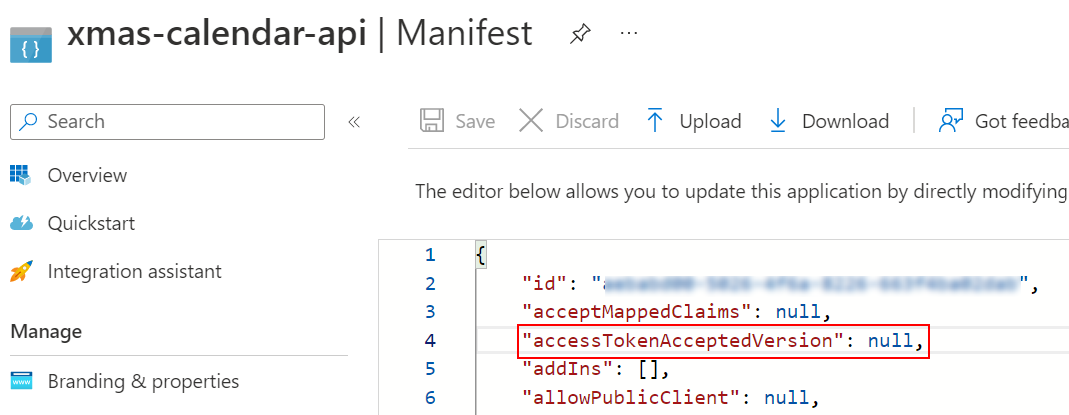 xmas-calendar-api | Manifest ...
Search «
Save Discard Upload Download Got feedba
Overview
Quickstart
Integration assistant
Manage
Branding & properties
The editor below allows you to update this application by directly modifying
1 {
2 "id": " ",
3 "acceptMappedClaims": null,
4 "accessTokenAcceptedVersion": null,
5 "addIns": [],
6 "allowPublicClient": null,